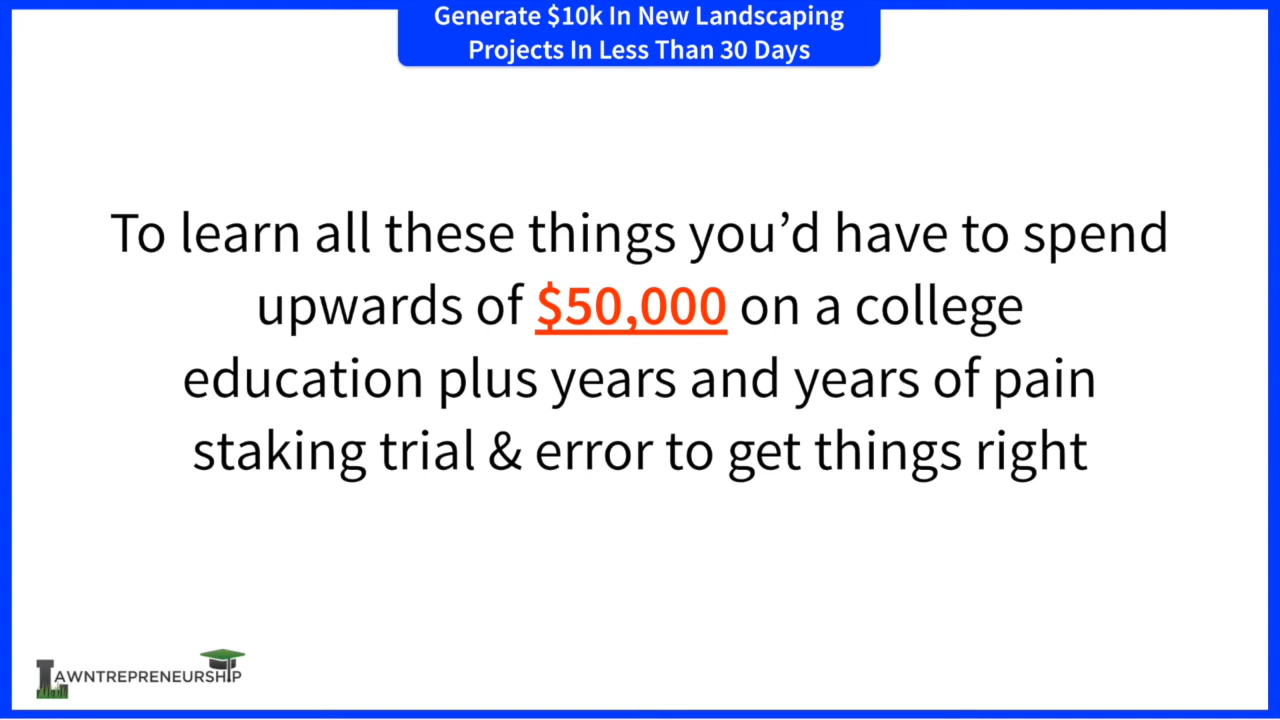 Generate $10k In New Landscaping
Projects In Less Than 30 Days
To learn all these things you’d have to spend
upwards of $50,000 on a college
education plus years and years of pain
staking trial & error to get things right
LAWNTREPRENEURSHIP